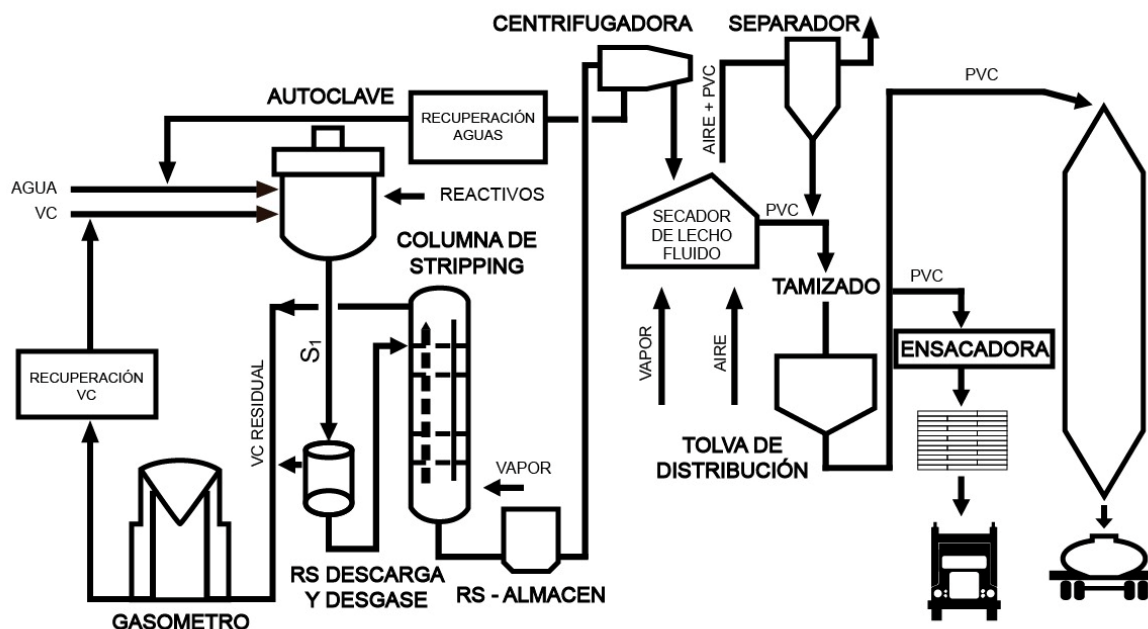 CENTRIFUGADORA
SEPARADOR
AUTOCLAVE
RECUPERACIÓN
AGUAS
AIRE + PVC
PVC
AGUA
VC
REACTIVOS
SECADOR
DE LECHO
FLUIDO
PVC
COLUMNA DE
STRIPPING
TAMIZADO
PVC
S1
VAPOR
AIRE
ENSACADORA
RECUPERACIÓN
VC
VC RESIDUAL
VAPOR
TOLVA DE
DISTRIBUCIÓN
RS DESCARGA
Y DESGASE
RS - ALMACEN
GASOMETRO